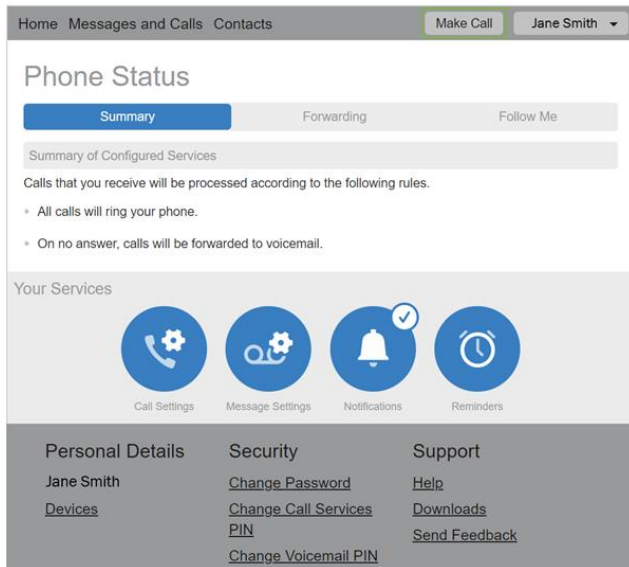 Home Messages and Calls Contacts Make Call Jane Smith
Phone Status
Summary Forwarding Follow Me
Summary of Configured Services
Calls that you receive will be processed according to the following rules.
All calls will ring your phone.
On no answer, calls will be forwarded to voicemail.
Your Services
Call Settings Message Settings Notifications Reminders
Personal Details Security Support
Jane Smith Change Password Help
Devices Change Call Services Downloads
PIN Send Feedback
Change Voicemail PIN